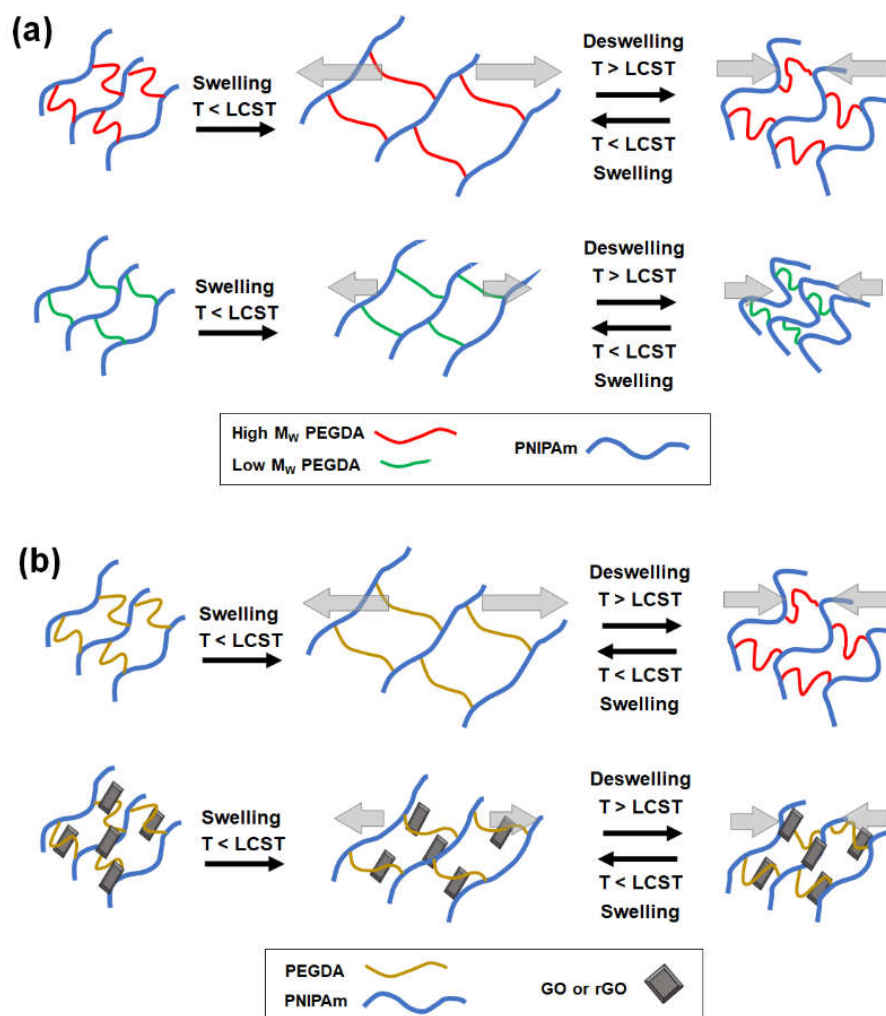 (a)
Swelling
T < LCST
Deswelling
T > LCST
T < LCST
Swelling
Swelling
T < LCST
Deswelling
T > LCST
T < LCST
Swelling
High Mw PEGDA
Low Mw PEGDA
PNIPAm
(b)
Swelling
T < LCST
Deswelling
T > LCST
T < LCST
Swelling
Swelling
T < LCST
Deswelling
T > LCST
T < LCST
Swelling
PEGDA
PNIPAm
GO or rGO